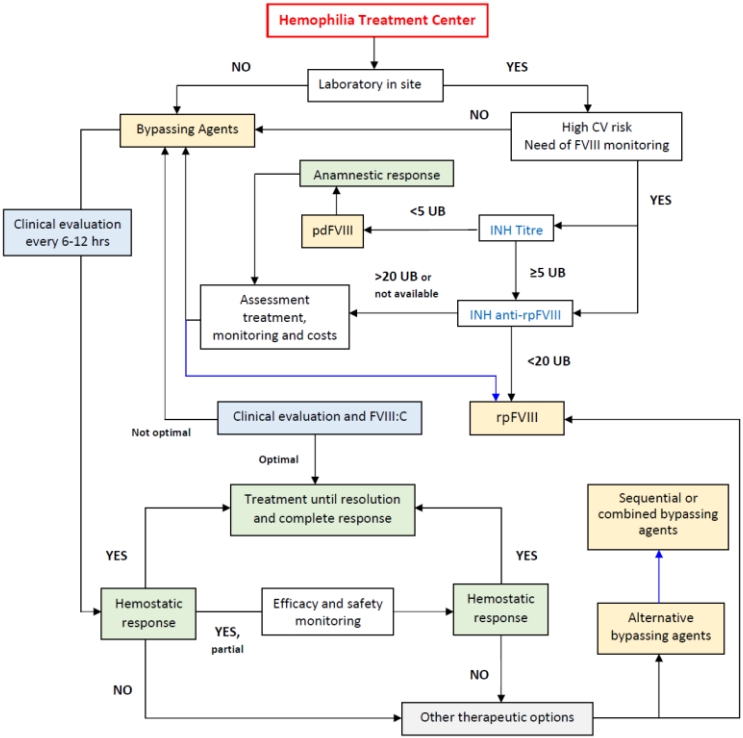 Hemophilia Treatment Center
NO
YES
Laboratory in site
Bypassing Agents
NO
High CV risk
Need of FVIII monitoring
Anamnestic response
YES
Clinical evaluation
every 6-12 hrs
pdFVIII
<5 UB
INH Titre
≥5 UB
>20 UB or
not available
Assessment
treatment,
monitoring and costs
INH anti-rpFVIII
<20 UB
Clinical evaluation and FVIII:C
rpFVIII
Not optimal
Optimal
Treatment until resolution
and complete response
Sequential or
combined bypassing
agents
YES
YES
Hemostatic
response
YES,
partial
Efficacy and safety
monitoring
Hemostatic
response
Alternative
bypassing agents
NO
NO
Other therapeutic options